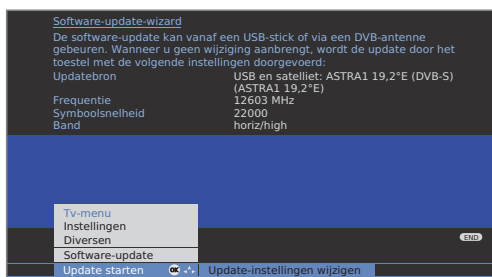 Software-update-wizard
De software-update kan vanaf een USB-stick of via een DVB-antenne
gebeuren. Wanneer u geen wijziging aanbrengt, wordt de update door het
toestel met de volgende instellingen doorgevoerd:
Updatebron USB en satelliet: ASTRA1 19,2°E (DVB-S)
(ASTRA1 19,2°E)
Frequentie 12603 MHz
Symboolsnelheid 22000
Band horiz/high
Tv-menu
Instellingen
Diversen
END
Software-update
Update starten OK Update-instellingen wijzigen